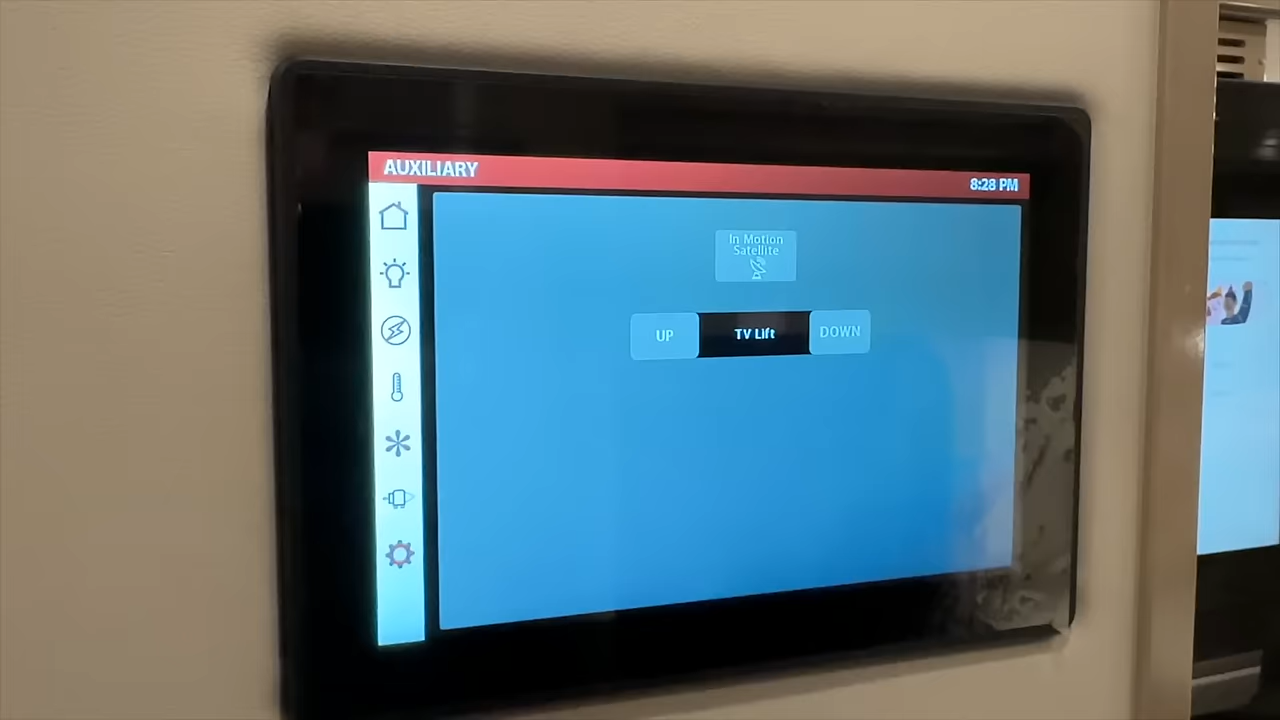 AUXILIARY
8:28 PM
In Motion
Satellite
UP
TV Lift
DOWN